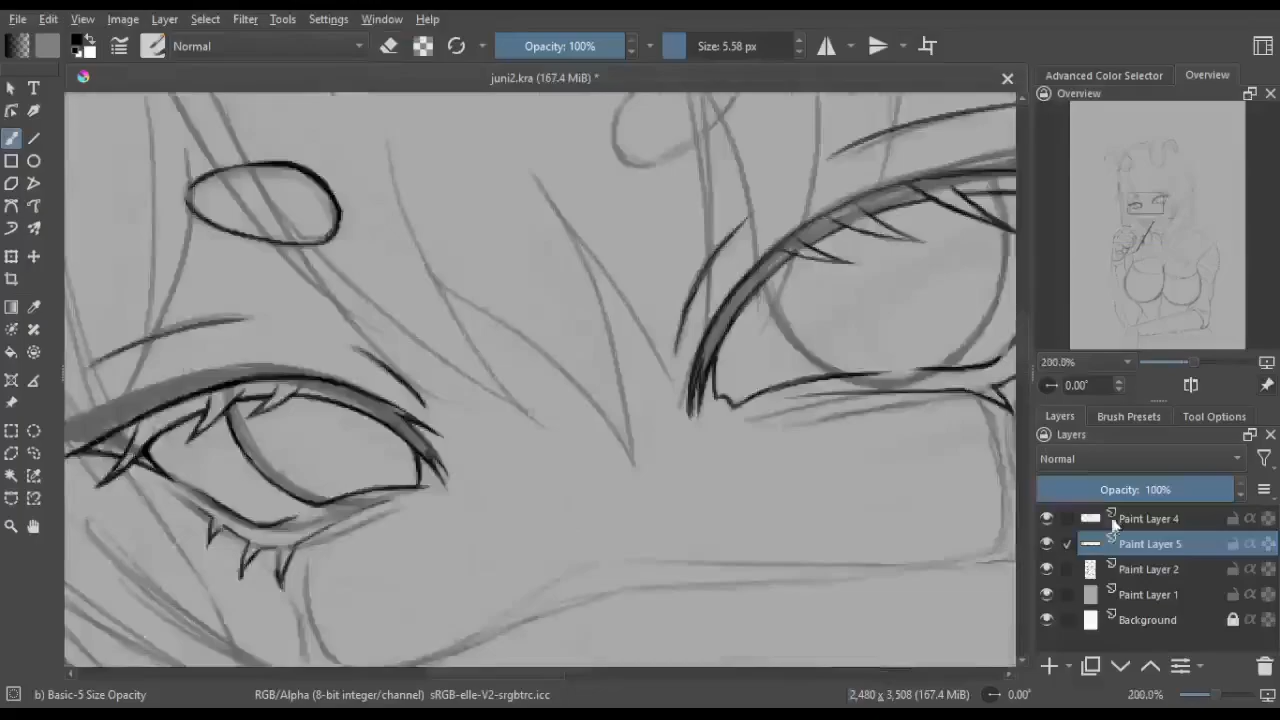 File Edit View Image Layer Select Filter Tools Settings Window Help
Normal Opacity: 100% Size: 5.58 px
juni2.kra (167.4 MiB) *
Advanced Color Selector Overview
Overview
200.0%
0.00°
Layers Brush Presets Tool Options
Layers
Normal
Opacity: 100%
Paint Layer 4
Paint Layer 5
Paint Layer 2
Paint Layer 1
Background
b) Basic-5 Size Opacity RGB/Alpha (8-bit integer/channel) sRGB-elle-V2-srgbtrc.icc 2,480 x 3,508 (167.4 MiB) 0.00° 200.0%